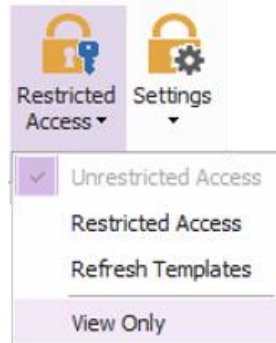 Restricted Access
Settings
Unrestricted Access
Restricted Access
Refresh Templates
View Only